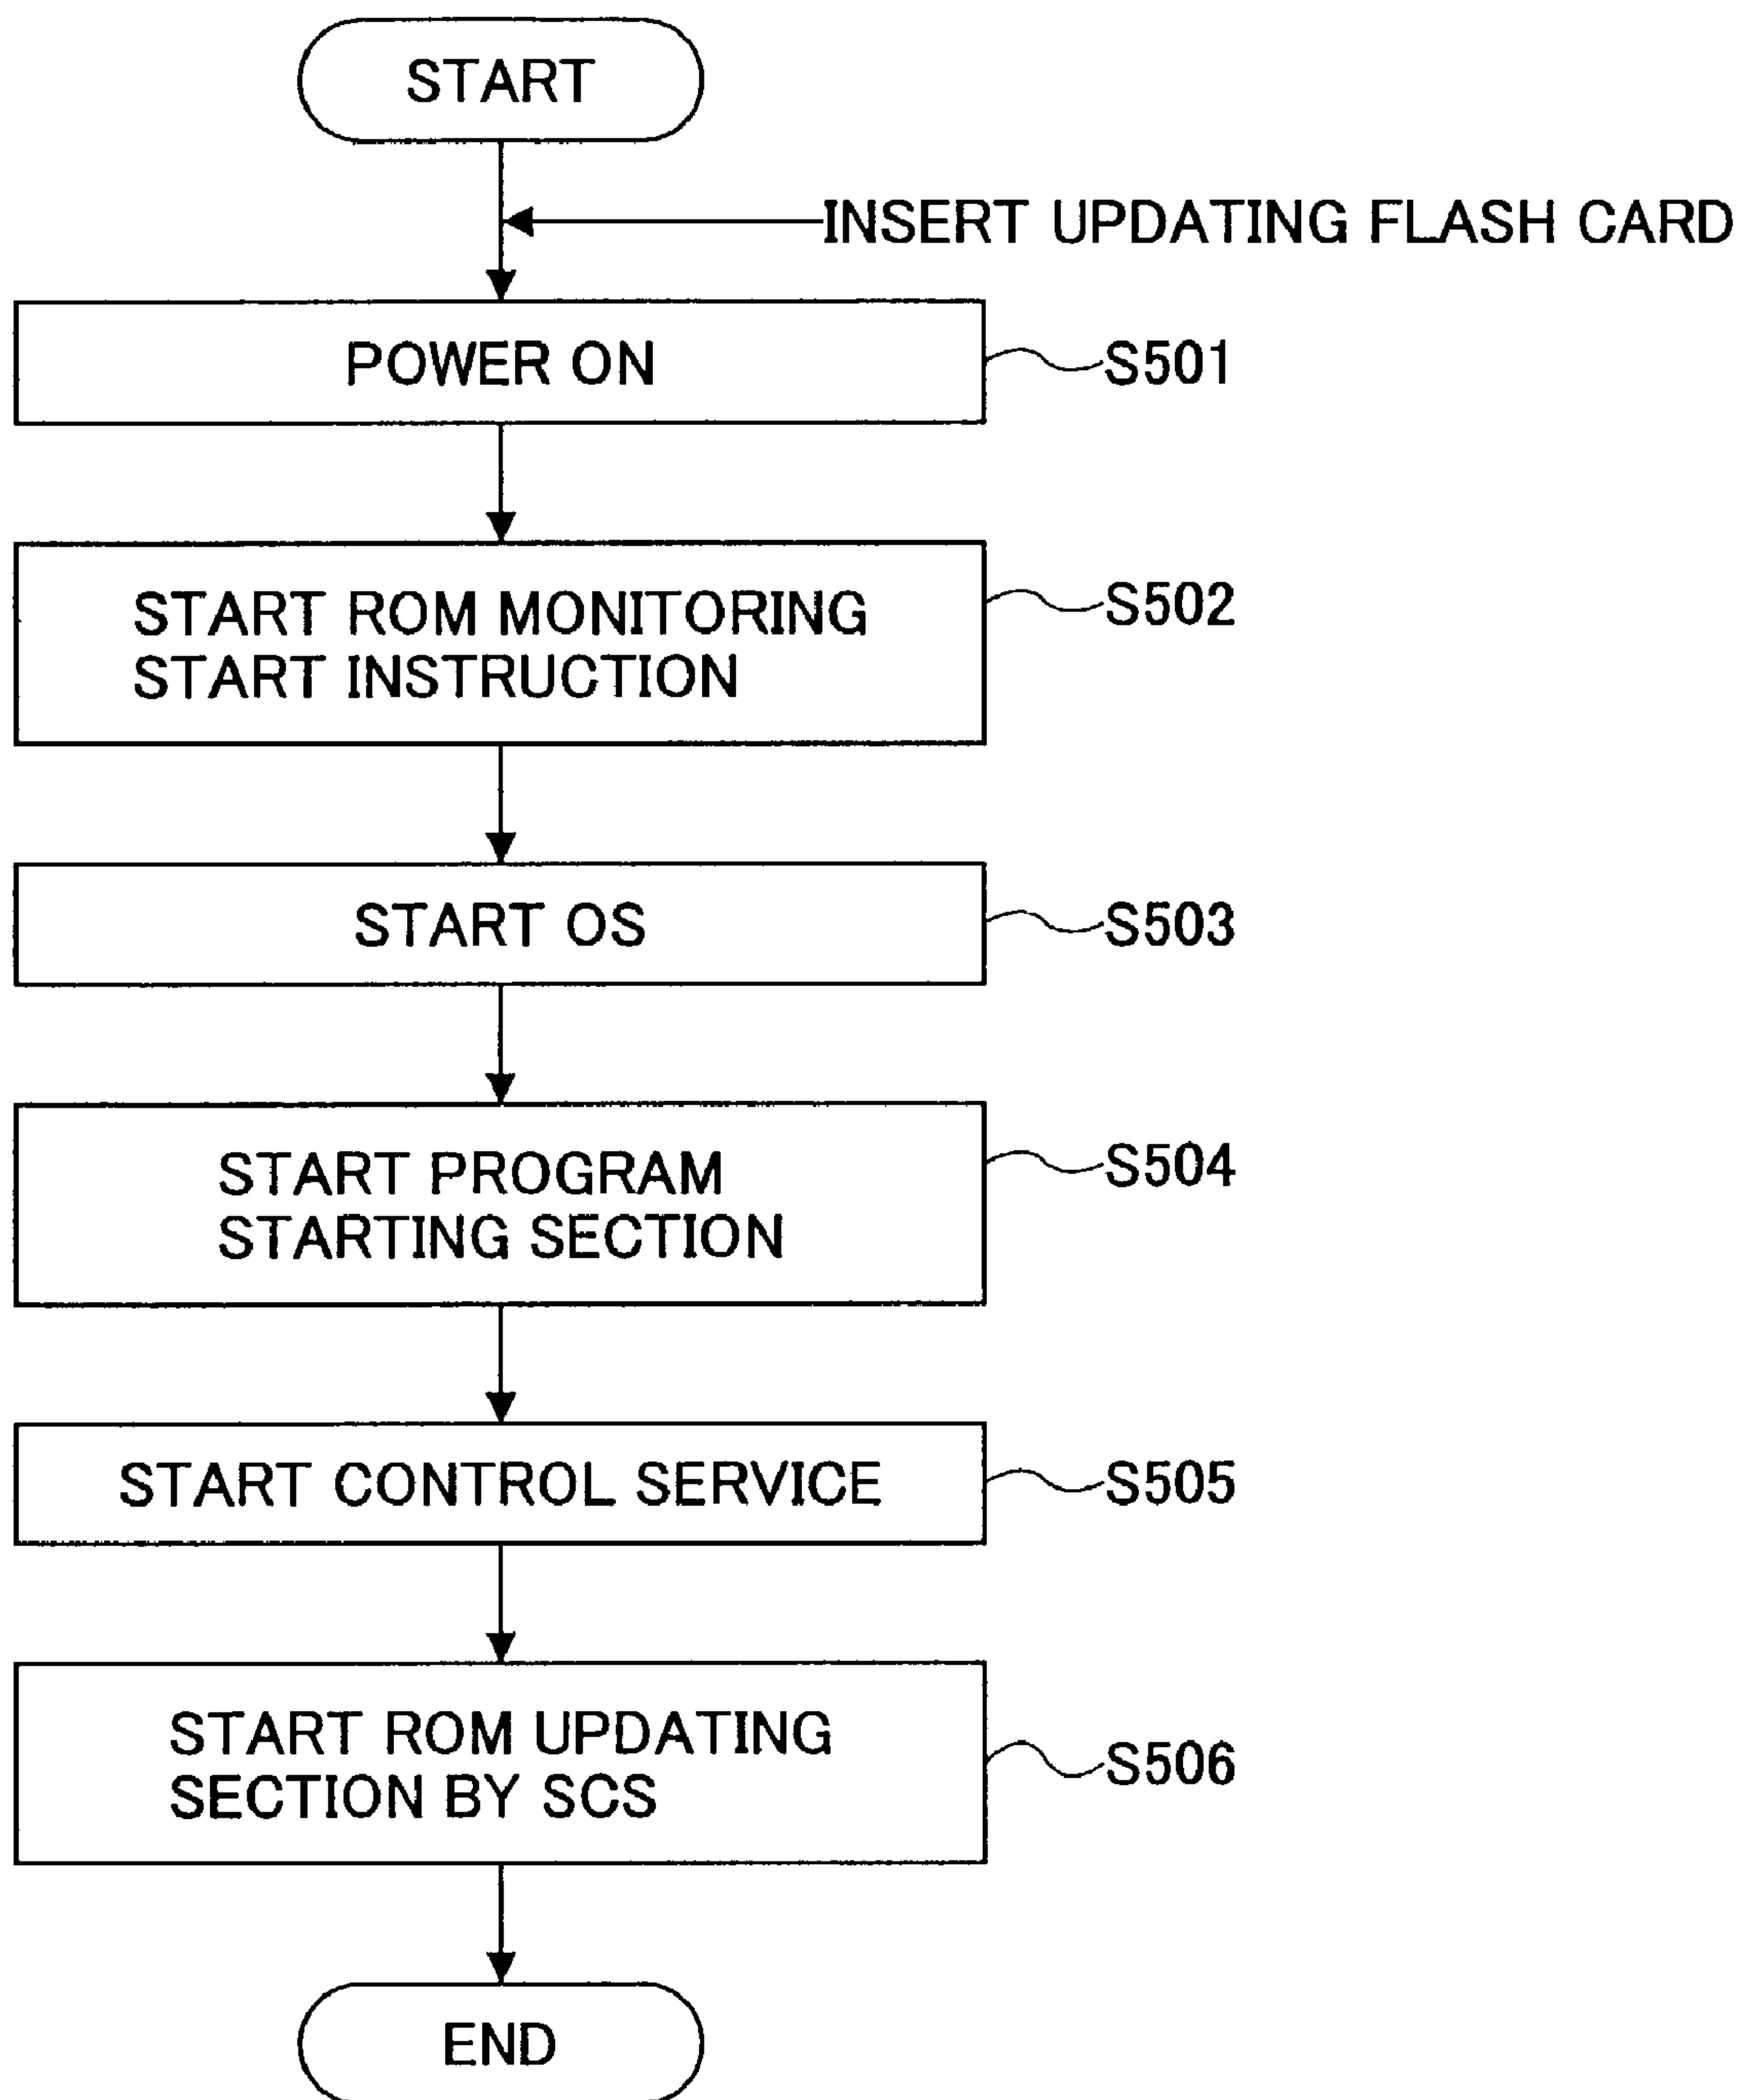 START
INSERT UPDATING FLASH CARD
POWER ON
S501
START ROM MONITORING
START INSTRUCTION
S502
START OS
S503
START PROGRAM
STARTING SECTION
S504
START CONTROL SERVICE
S505
START ROM UPDATING
SECTION BY SCS
S506
END